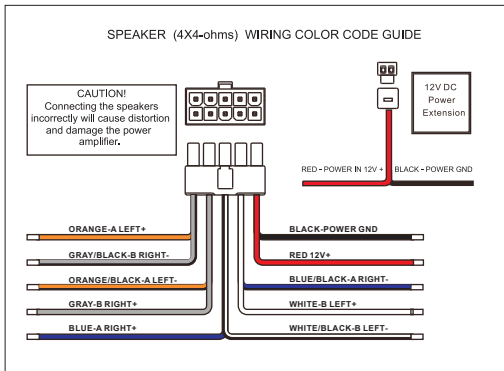 SPEAKER (4X4-ohms) WIRING COLOR CODE GUIDE
CAUTION!
Connecting the speakers
incorrectly will cause distortion
and damage the power
amplifier.
12V DC
Power
Extension
RED - POWER IN 12V +
BLACK - POWER GND
ORANGE-A LEFT+
GRAY/BLACK-B RIGHT-
ORANGE/BLACK-A LEFT-
GRAY-B RIGHT+
BLUE-A RIGHT+
BLACK-POWER GND
RED 12V+
BLUE/BLACK-A RIGHT-
WHITE-B LEFT+
WHITE/BLACK-B LEFT-